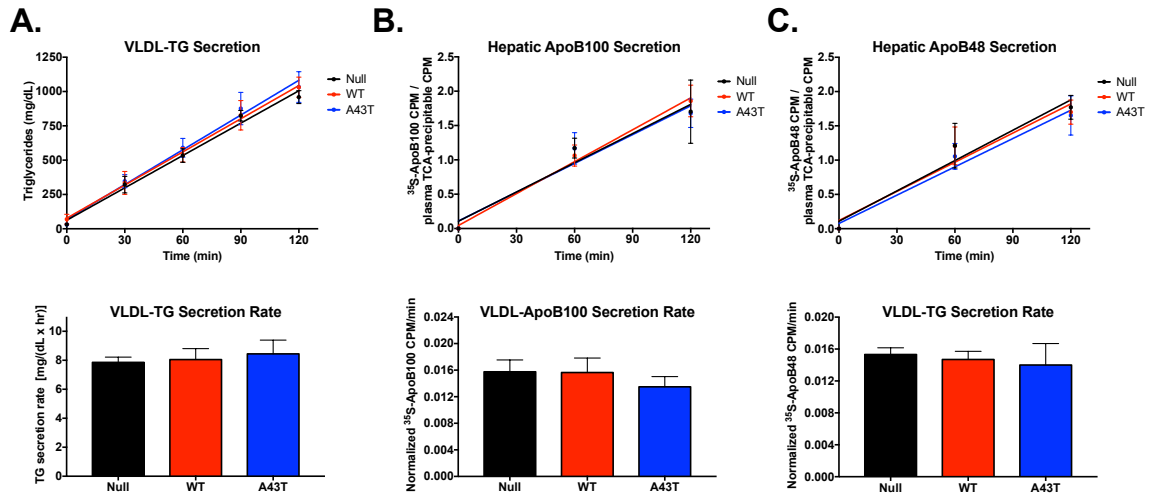 A.
VLDL-TG Secretion
Triglycerides (mg/dL)
1250
1000
750
500
250
0
0 30 60 90 120
Time (min)
Null
WT
A43T
B.
Hepatic ApoB100 Secretion
³⁵S-ApoB100 CPM /
plasma TCA-precipitable CPM
2.5
2.0
1.5
1.0
0.5
0.0
0 30 60 90 120
Time (min)
Null
WT
A43T
C.
Hepatic ApoB48 Secretion
³⁵S-ApoB48 CPM /
plasma TCA-precipitable CPM
2.5
2.0
1.5
1.0
0.5
0.0
0 30 60 90 120
Time (min)
Null
WT
A43T
VLDL-TG Secretion Rate
TG secretion rate [mg/(dL x hr)]
10
8
6
4
2
0
Null WT A43T
VLDL-ApoB100 Secretion Rate
Normalized ³⁵S-ApoB100 CPM/min
0.024
0.020
0.016
0.012
0.008
0.004
0.000
Null WT A43T
VLDL-TG Secretion Rate
Normalized ³⁵S-ApoB48 CPM/min
0.020
0.016
0.012
0.008
0.004
0.000
Null WT A43T